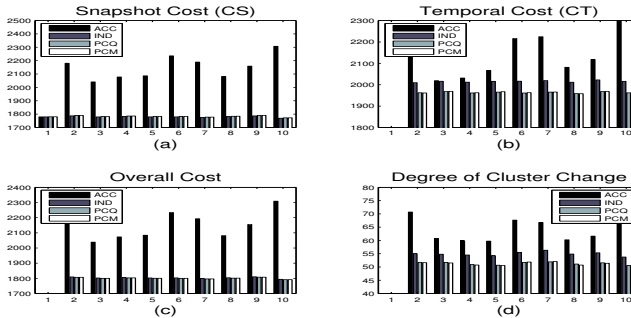 Snapshot Cost (CS)
2400
2300
2200
2100
2000
1900
1800
1700
ACC
IND
PCQ
PCM
1 2 3 4 5 6 7 8 9 10
(a)
Temporal Cost (CT)
2300
2200
2100
2000
1900
1800
ACC
IND
PCQ
PCM
1 2 3 4 5 6 7 8 9 10
(b)
Overall Cost
2400
2300
2200
2100
2000
1900
1800
1700
ACC
IND
PCQ
PCM
1 2 3 4 5 6 7 8 9 10
(c)
Degree of Cluster Change
80
75
70
65
60
55
50
45
40
ACC
IND
PCQ
PCM
1 2 3 4 5 6 7 8 9 10
(d)